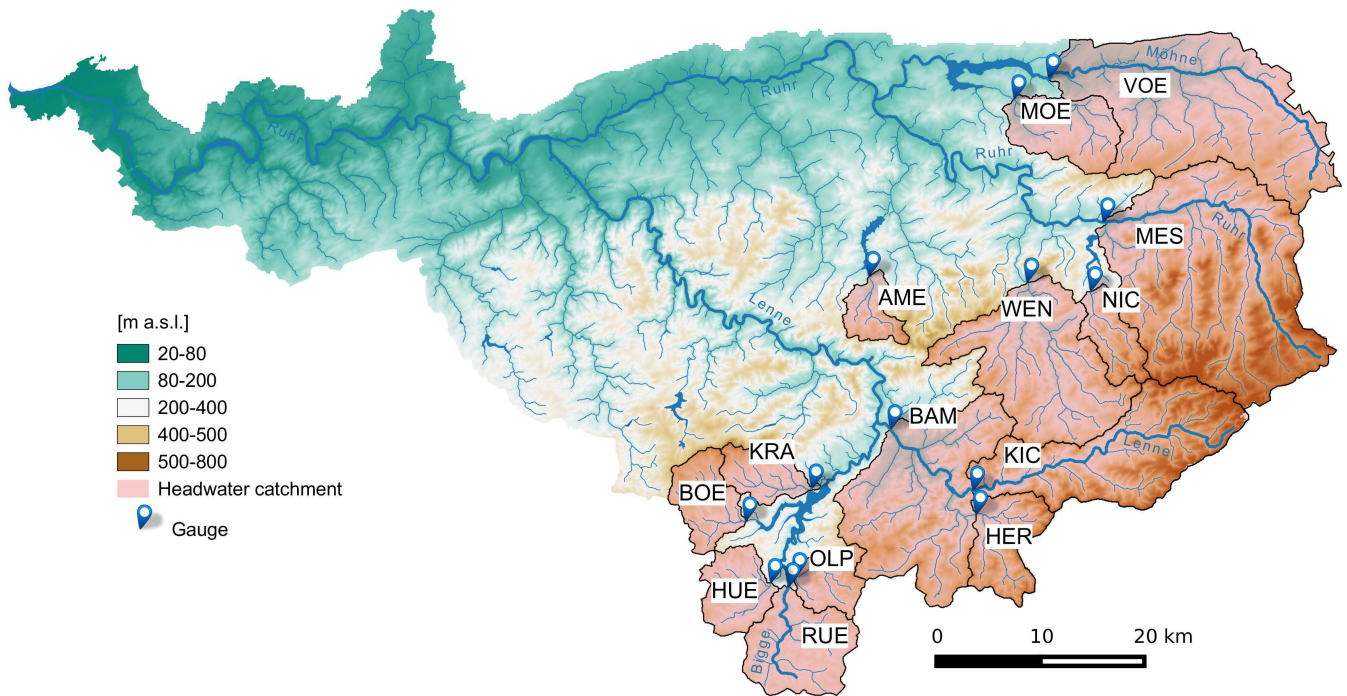 Möhne
VOE
MOE
Ruhr
Ruhr
Ruhr
MES
Ruhr
AME
WEN
NIC
Lenne
[m a.s.l.]
20-80
80-200
200-400
400-500
500-800
Headwater catchment
Gauge
BAM
KRA
KIC
Lenne
BOE
HER
OLP
HUE
RUE
Bigge
0 10 20 km